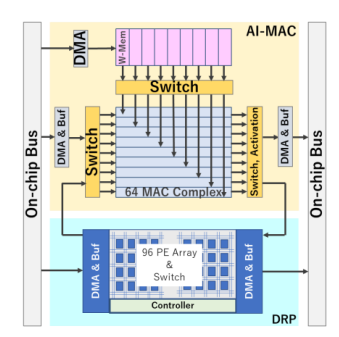 AI-MAC
DMA
W-Mem
Switch
On-chip Bus
DMA & Buf
Switch
64 MAC Complex
Switch, Activation
DMA & Buf
On-chip Bus
DMA & Buf
96 PE Array
&
Switch
DMA & Buf
Controller
DRP